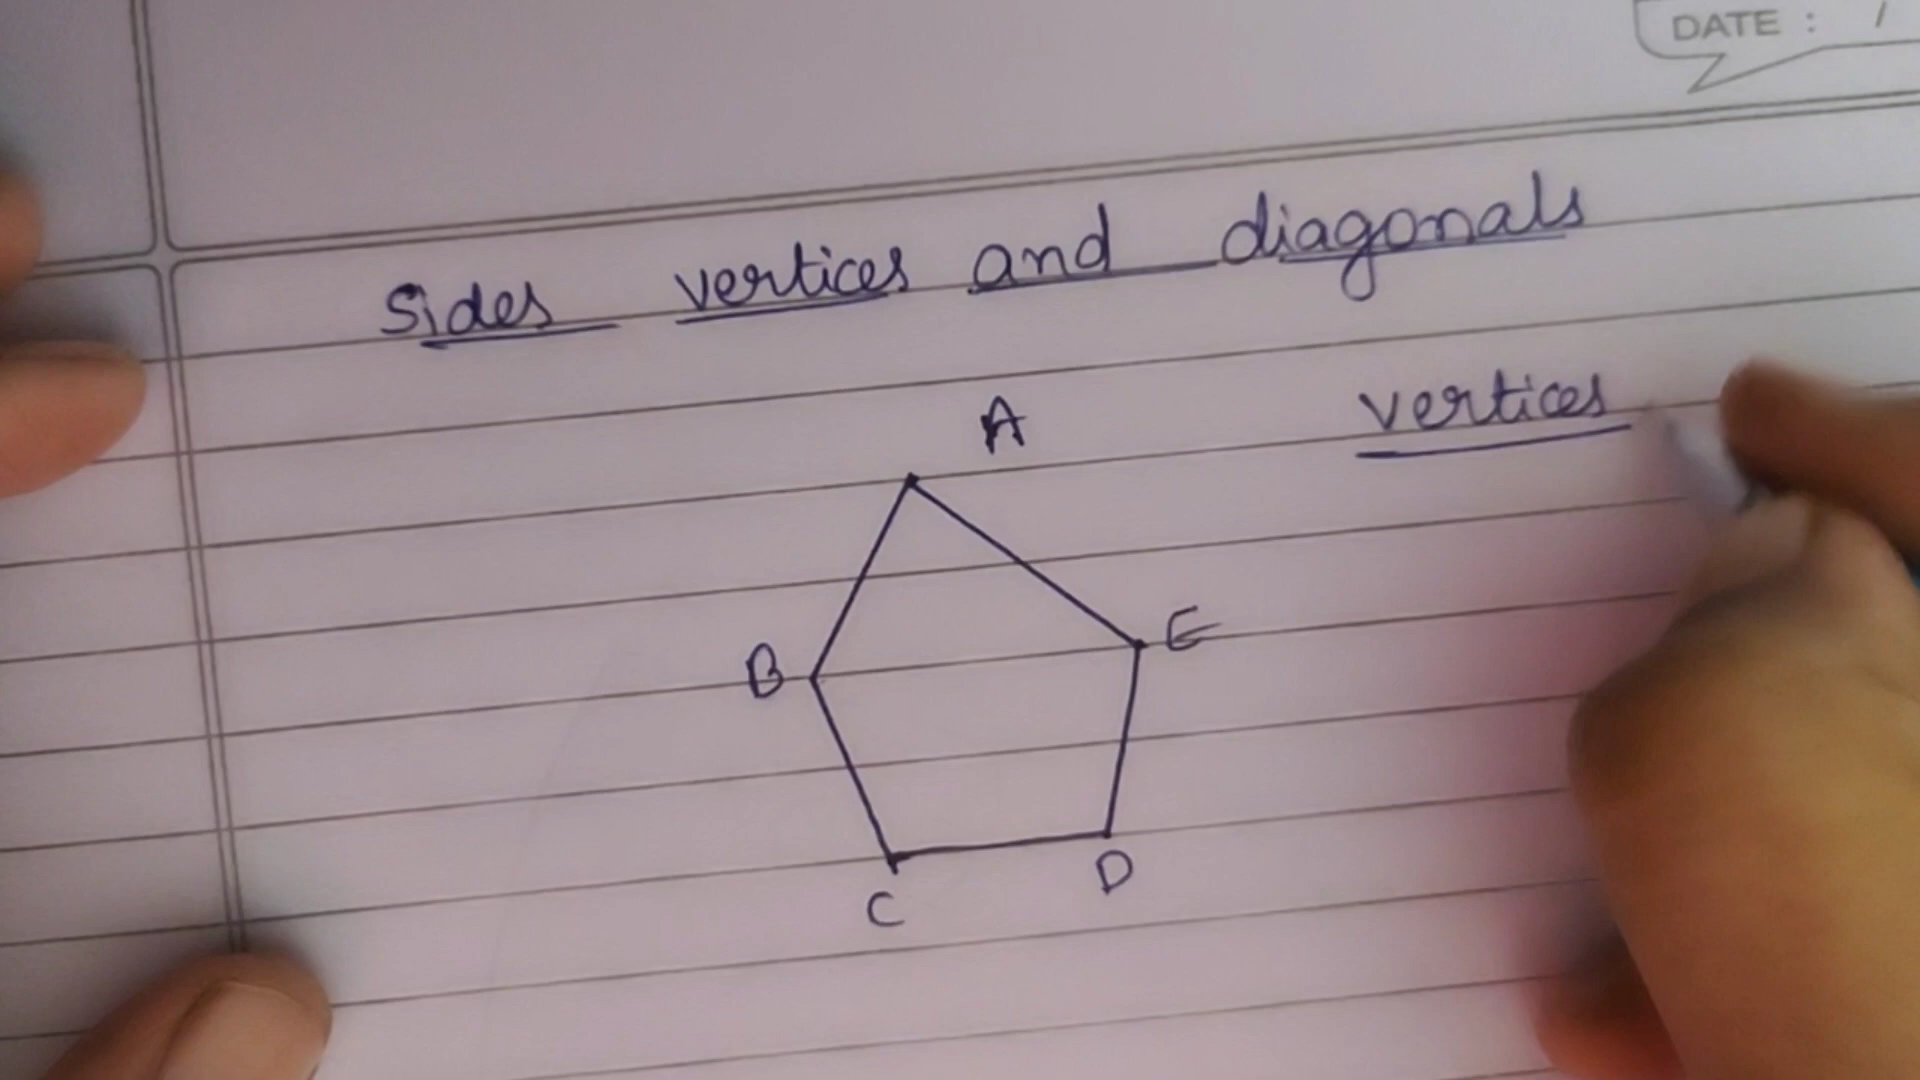 DATE : /
Sides vertices and diagonals
vertices
A
B
E
C
D